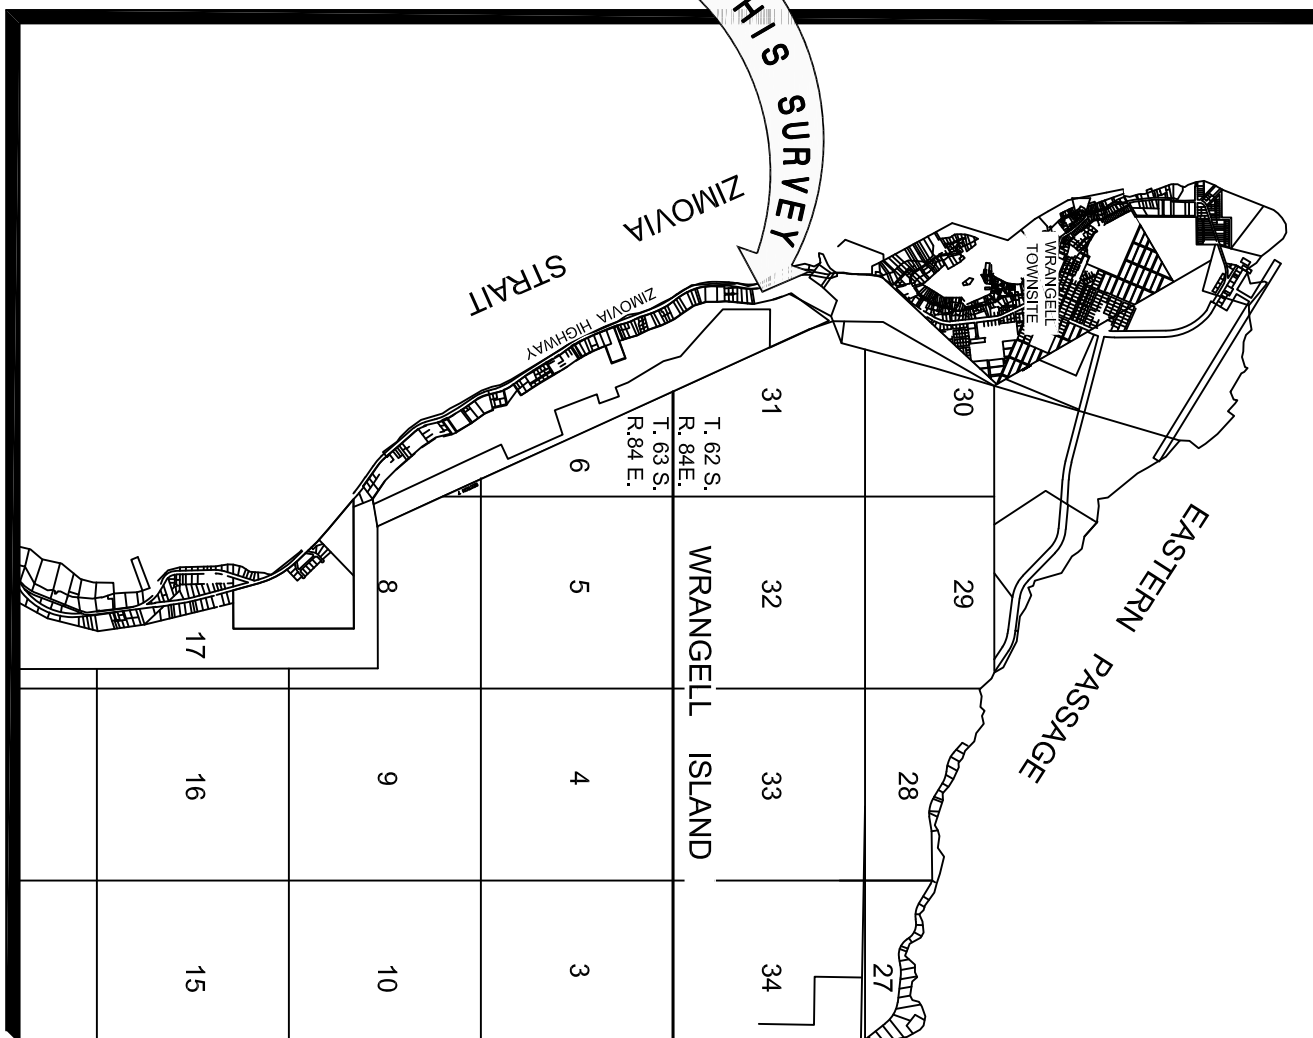 HIS SURVEY
ZIMOVIA
STRAIT
ZIMOVIA HIGHWAY
WRANGELL
TOWNSITE
EASTERN PASSAGE
T. 62 S.
R. 84E.
T. 63 S.
R.84 E.
WRANGELL ISLAND
30
31
6
29
32
5
8
17
28
33
4
9
16
27
34
3
10
15